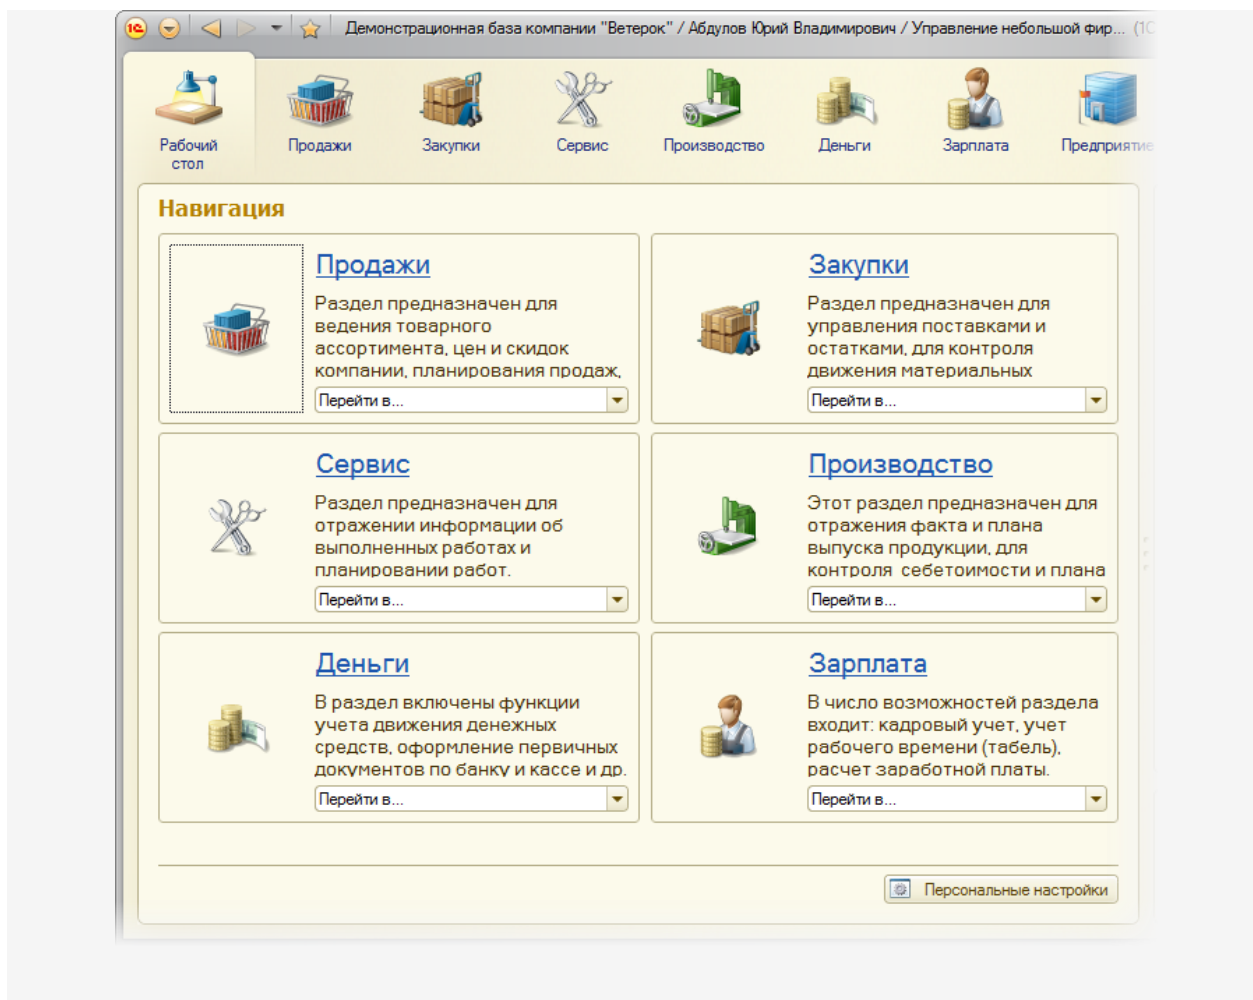 1С Демонстрационная база компании "Ветерок" / Абдулов Юрий Владимирович / Управление небольшой фир... (1С
Рабочий стол
Продажи
Закупки
Сервис
Производство
Деньги
Зарплата
Предприятие
Навигация
Продажи
Раздел предназначен для
ведения товарного
ассортимента, цен и скидок
компании, планирования продаж,
Перейти в...
Закупки
Раздел предназначен для
управления поставками и
остатками, для контроля
движения материальных
Перейти в...
Сервис
Раздел предназначен для
отражении информации об
выполненных работах и
планировании работ.
Перейти в...
Производство
Этот раздел предназначен для
отражения факта и плана
выпуска продукции, для
контроля себетоимости и плана
Перейти в...
Деньги
В раздел включены функции
учета движения денежных
средств, оформление первичных
документов по банку и кассе и др.
Перейти в...
Зарплата
В число возможностей раздела
входит: кадровый учет, учет
рабочего времени (табель),
расчет заработной платы.
Перейти в...
Персональные настройки